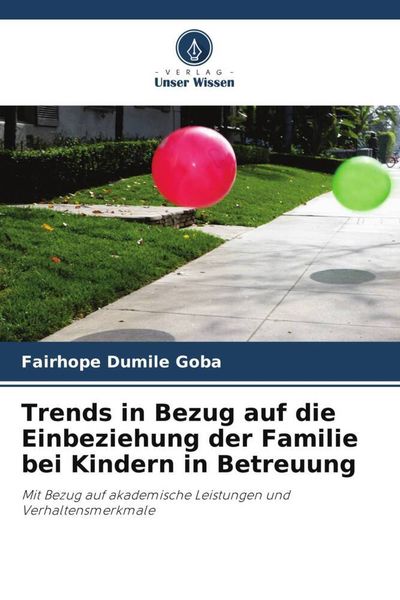 - VERLAG -
Unser Wissen
Fairhope Dumile Goba
Trends in Bezug auf die
Einbeziehung der Familie
bei Kindern in Betreuung
Mit Bezug auf akademische Leistungen und
Verhaltensmerkmale